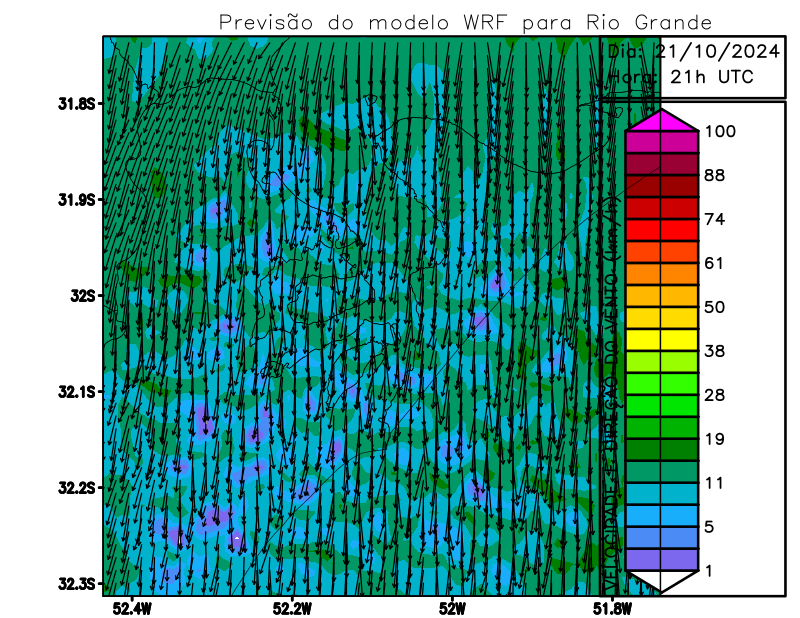 Previsão do modelo WRF para Rio Grande
Dia: 21/10/2024
Hora: 21h UTC
31.8S
31.9S
32S
32.1S
32.2S
32.3S
52.4W
52.2W
52W
51.8W
VELOCIDADE E DIREÇÃO DO VENTO (km/h)
100
88
74
61
50
38
28
19
11
5
1